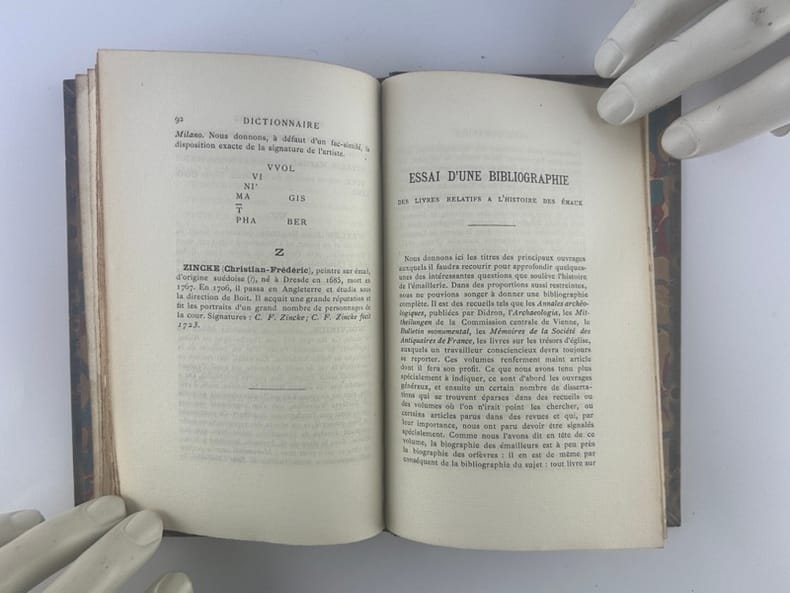 92 DICTIONNAIRE
Milano. Nous donnons, à défaut d'un fac-similé, la
disposition exacte de la signature de l'artiste.
VVOL
VI
NI'
MA GIS
T
PHA BER
Z
ZINCKE (Christian-Frédéric), peintre sur émail,
d'origine suédoise (?), né à Dresde en 1685, mort en
1767. En 1706, il passa en Angleterre et étudia sous
la direction de Boit. Il acquit une grande réputation et
fit les portraits d'un grand nombre de personnages de
la cour. Signatures : C. F. Zincke; C. F. Zincke fecit
1723.
ESSAI D'UNE BIBLIOGRAPHIE
DES LIVRES RELATIFS A L'HISTOIRE DES ÉMAUX
Nous donnons ici les titres des principaux ouvrages
auxquels il faudra recourir pour approfondir quelques-
unes des intéressantes questions que soulève l'histoire
de l'émaillerie. Dans des proportions aussi restreintes,
nous ne pouvions songer à donner une bibliographie
complète. Il est des recueils tels que les Annales archéo-
logiques, publiées par Didron, l'Archaeologia, les Mit-
theilungen de la Commission centrale de Vienne, le
Bulletin monumental, les Mémoires de la Société des
Antiquaires de France, les livres sur les trésors d'église,
auxquels un travailleur consciencieux devra toujours
se reporter. Ces volumes renferment maint article
dont il fera son profit. Ce que nous avons tenu plus
spécialement à indiquer, ce sont d'abord les ouvrages
généraux, et ensuite un certain nombre de disserta-
tions qui se trouvent éparses dans des recueils ou
des volumes où l'on n'irait point les chercher, ou
certains articles parus dans des revues et qui, par
leur importance, nous ont paru devoir être signalés
spécialement. Comme nous l'avons dit en tête de ce
volume, la biographie des émailleurs est à peu près
la biographie des orfèvres : il en est de même par
conséquent de la bibliographie du sujet : tout livre sur